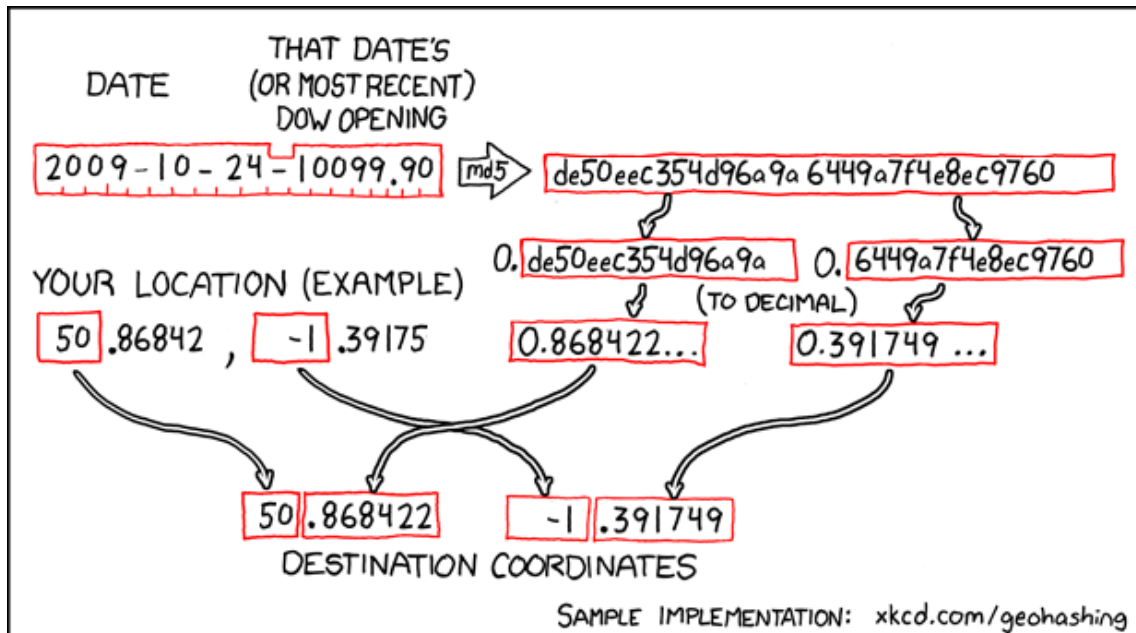 DATE
THAT DATE'S
(OR MOST RECENT)
DOW OPENING
2009-10-24-10099.90
md5
de50eec354d96a9a6449a7f4e8ec9760
0.de50eec354d96a9a
0.6449a7f4e8ec9760
(TO DECIMAL)
YOUR LOCATION (EXAMPLE)
50.86842, -1.39175
0.868422...
0.391749...
50.868422
-1.391749
DESTINATION COORDINATES
SAMPLE IMPLEMENTATION: xkcd.com/geohashing